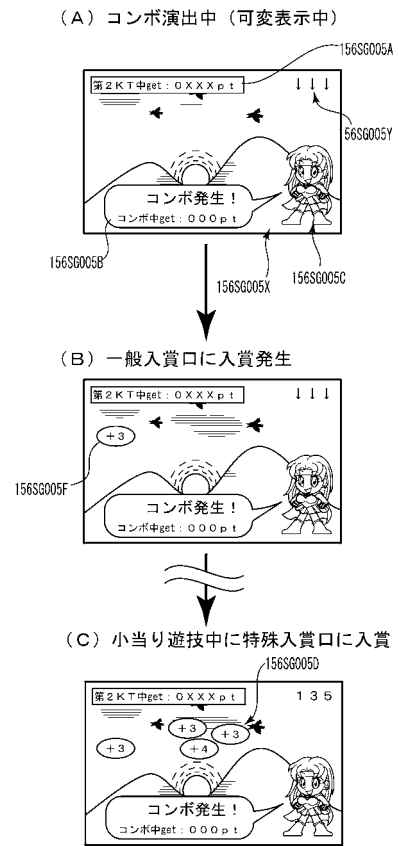 (A) コンボ演出中（可変表示中）
156SG005A
第2KT中get：0XXXpt
↓↓↓
56SG005Y
コンボ発生！
コンボ中get：000pt
156SG005B
156SG005X
156SG005C
(B) 一般入賞口に入賞発生
第2KT中get：0XXXpt
↓↓↓
+3
156SG005F
コンボ発生！
コンボ中get：000pt
(C) 小当り遊技中に特殊入賞口に入賞
156SG005D
第2KT中get：0XXXpt
135
+3
+3
+3
+4
コンボ発生！
コンボ中get：000pt